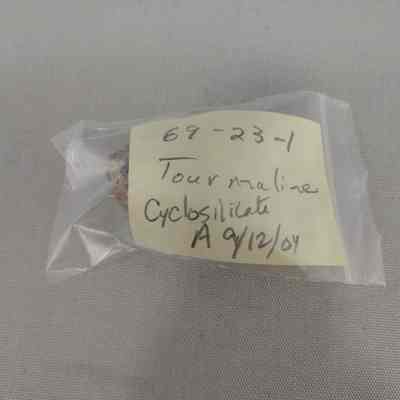 69-23-1
Tourmaline
Cyclosilicate
A 9/12/04